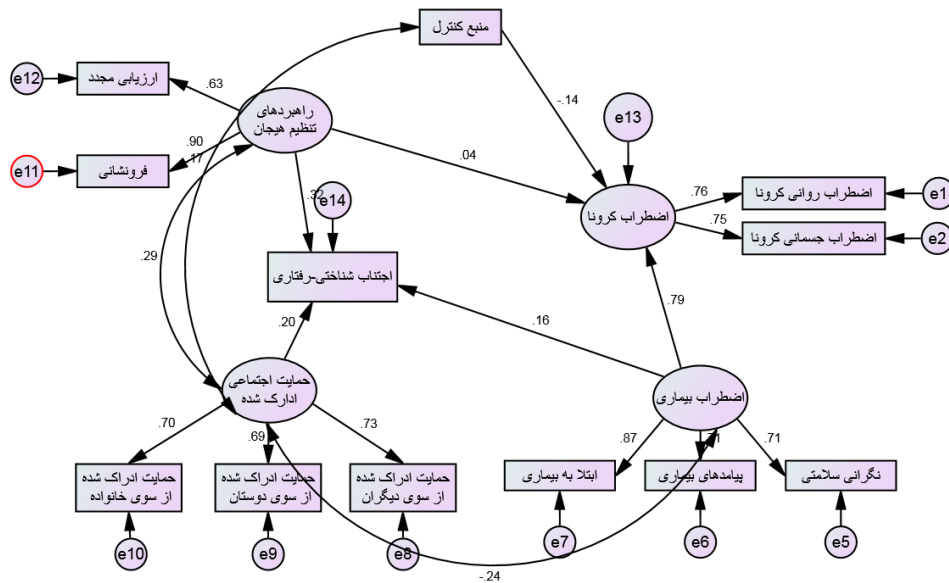 منبع کنترل
e12
ارزیابی مجدد
.63
راهبردهای
تنظیم هیجان
-.14
e13
.90
.17
e11
فرونشانی
.04
.32
e14
اضطراب کرونا
.76
اضطراب روانی کرونا
e1
.75
اضطراب جسمانی کرونا
e2
.29
اجتناب شناختی-رفتاری
.79
.16
.20
حمایت اجتماعی
ادارک شده
اضطراب بیماری
.70
.69
.73
.87
.71
.71
حمایت ادراک شده
از سوی خانواده
حمایت ادراک شده
از سوی دوستان
حمایت ادراک شده
از سوی دیگران
ابتلا به بیماری
پیامدهای بیماری
نگرانی سلامتی
e10
e9
e8
e7
e6
e5
-.24